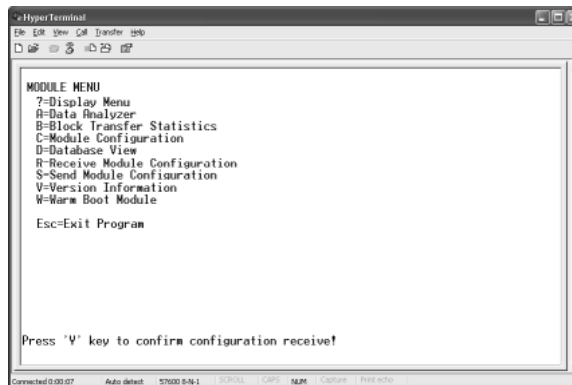 HyperTerminal
File Edit View Call Transfer Help
MODULE MENU
?=Display Menu
A=Data Analyzer
B=Block Transfer Statistics
C=Module Configuration
D=Database View
R=Receive Module Configuration
S=Send Module Configuration
V=Version Information
W=Warm Boot Module
Esc=Exit Program
Press 'Y' key to confirm configuration receive!
Connected 0:00:07 Auto detect 57600 8-N-1 SCROLL CAPS NUM Capture Print echo